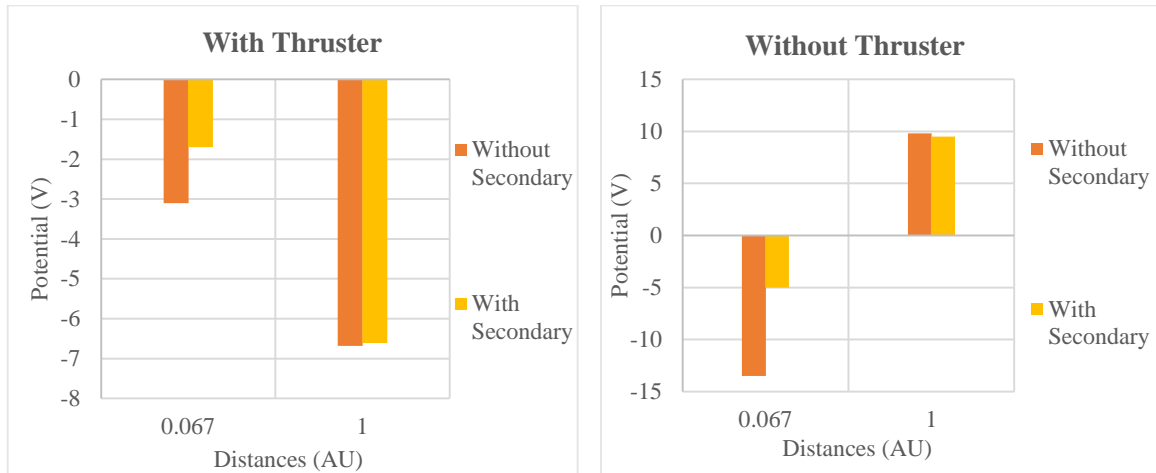 With Thruster
0
-1
-2
-3
-4
-5
-6
-7
-8
Potential (V)
0.067
1
Distances (AU)
Without
Secondary
With
Secondary
Without Thruster
15
10
5
0
-5
-10
-15
Potential (V)
0.067
1
Distances (AU)
Without
Secondary
With
Secondary